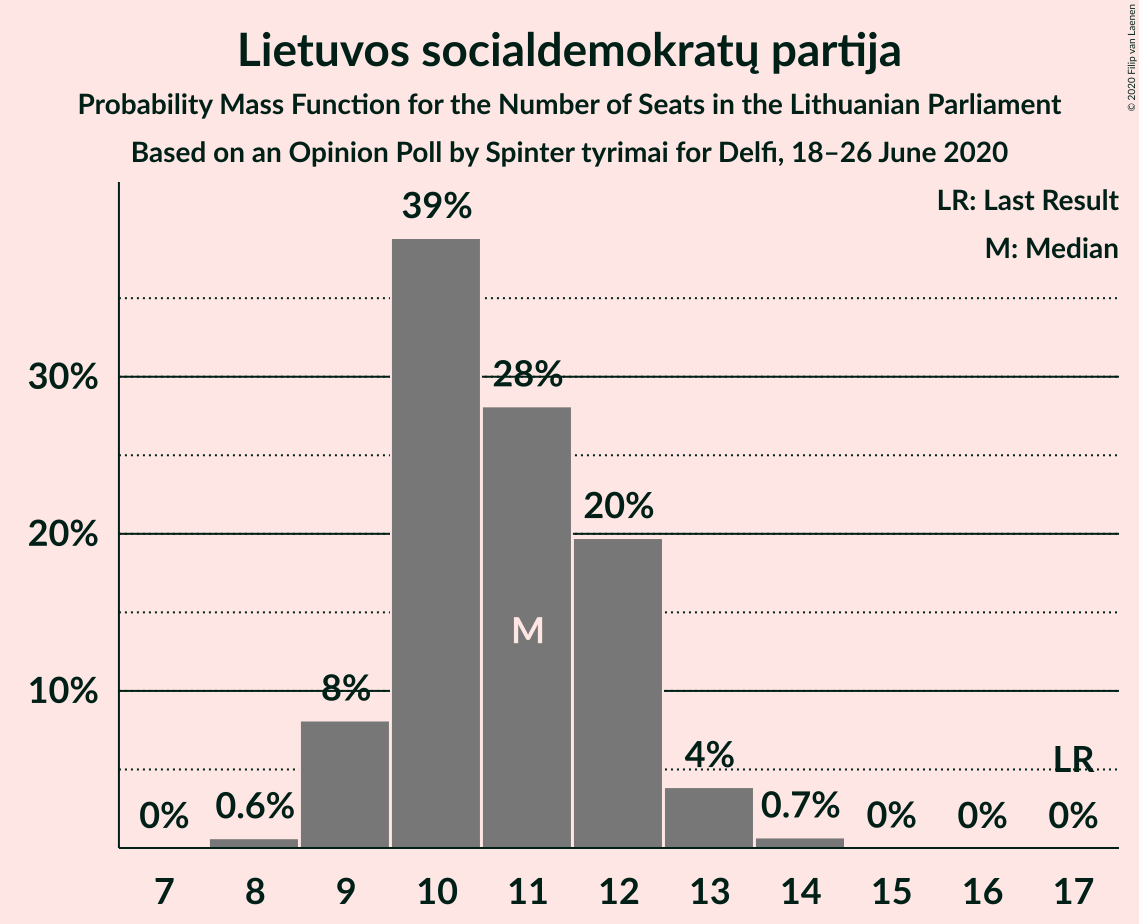 Lietuvos socialdemokratų partija
Probability Mass Function for the Number of Seats in the Lithuanian Parliament
Based on an Opinion Poll by Spinter tyrimai for Delfi, 18–26 June 2020
© 2020 Filip van Laenen
LR: Last Result
M: Median
39%
30%
28%
20%
20%
M
10%
8%
4%
LR
0%
0.6%
0.7%
0%
0%
0%
7 8 9 10 11 12 13 14 15 16 17